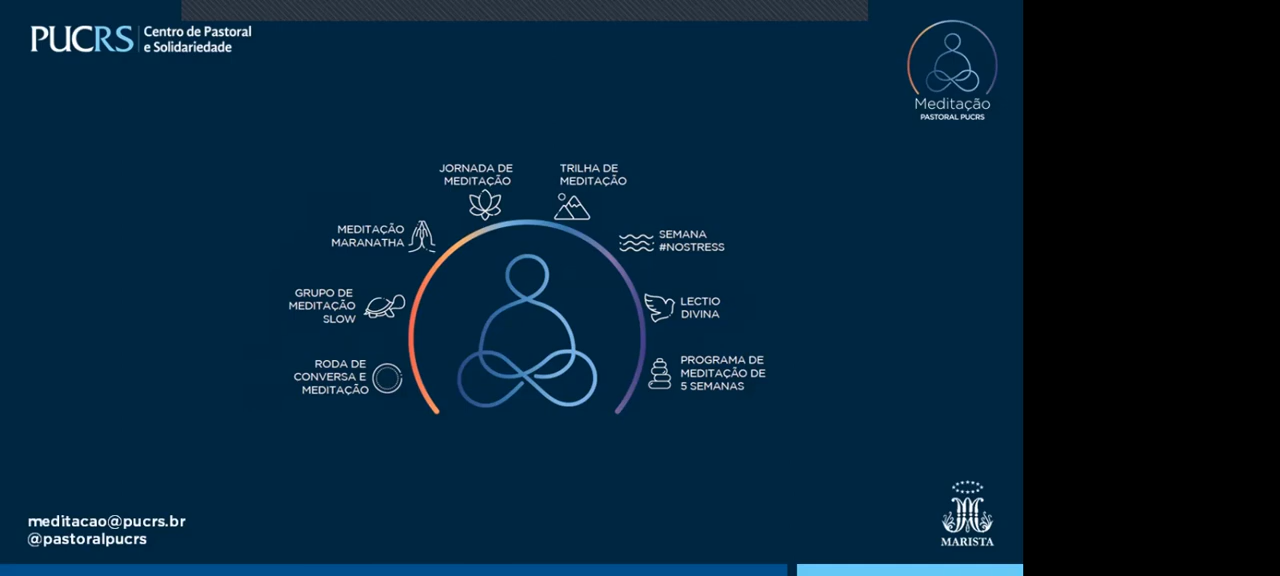 PUCRS
Centro de Pastoral
e Solidariedade
Meditação
PASTORAL PUCRS
JORNADA DE
MEDITAÇÃO
TRILHA DE
MEDITAÇÃO
MEDITAÇÃO
MARANATHA
SEMANA
#NOSTRESS
GRUPO DE
MEDITAÇÃO
SLOW
LECTIO
DIVINA
RODA DE
CONVERSA E
MEDITAÇÃO
PROGRAMA DE
MEDITAÇÃO DE
5 SEMANAS
meditacao@pucrs.br
@pastoralpucrs
MARISTA